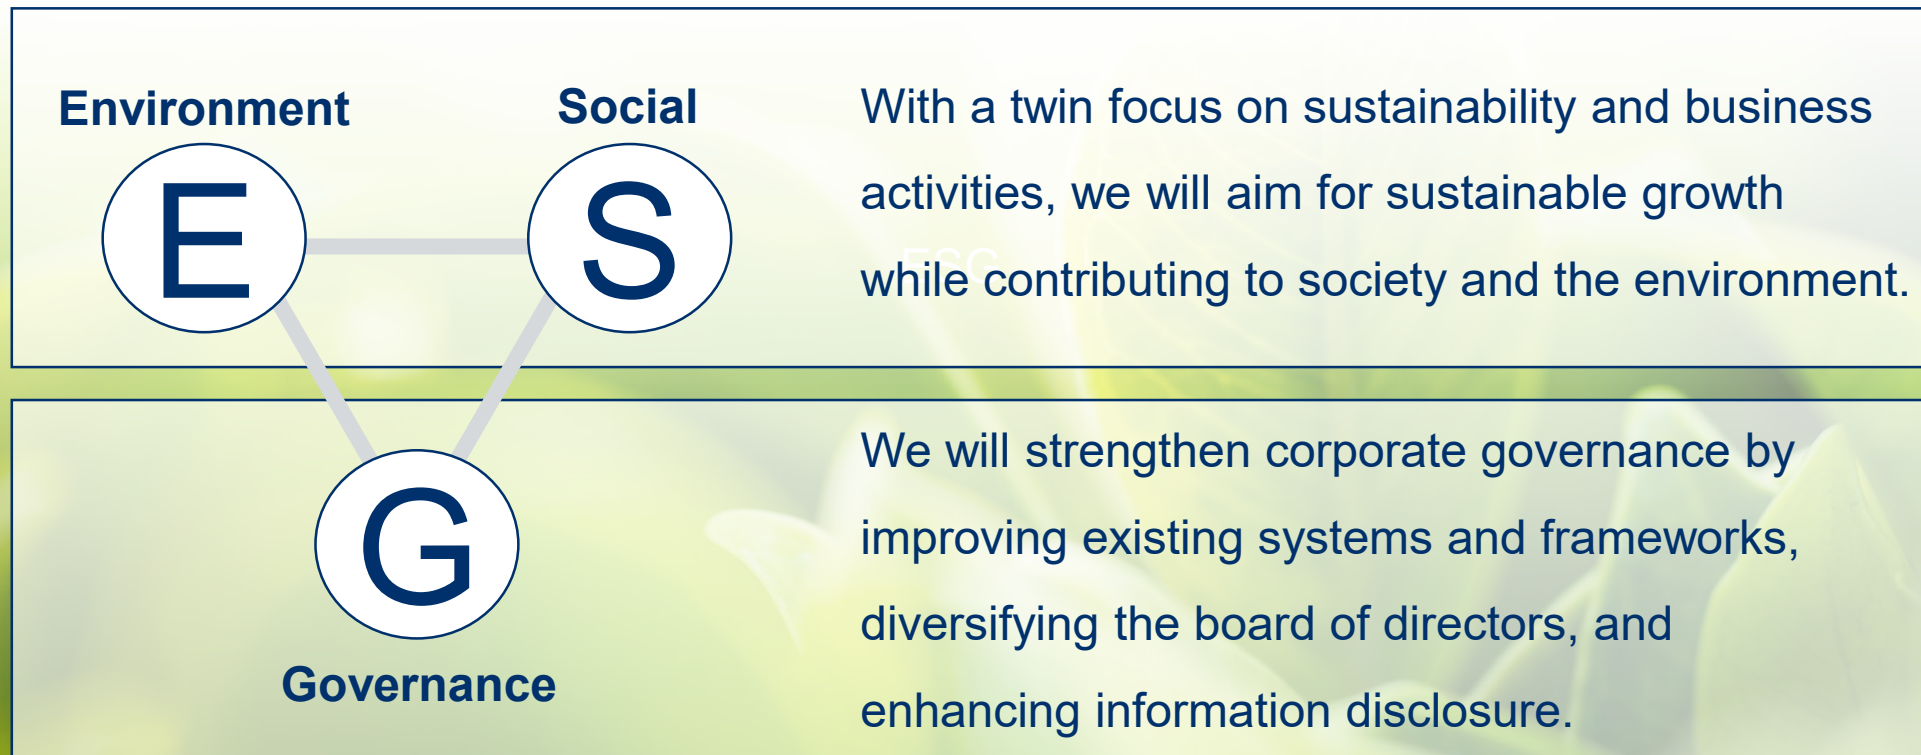 Environment
Social
E
S
With a twin focus on sustainability and business
activities, we will aim for sustainable growth
while contributing to society and the environment.
G
Governance
We will strengthen corporate governance by
improving existing systems and frameworks,
diversifying the board of directors, and
enhancing information disclosure.